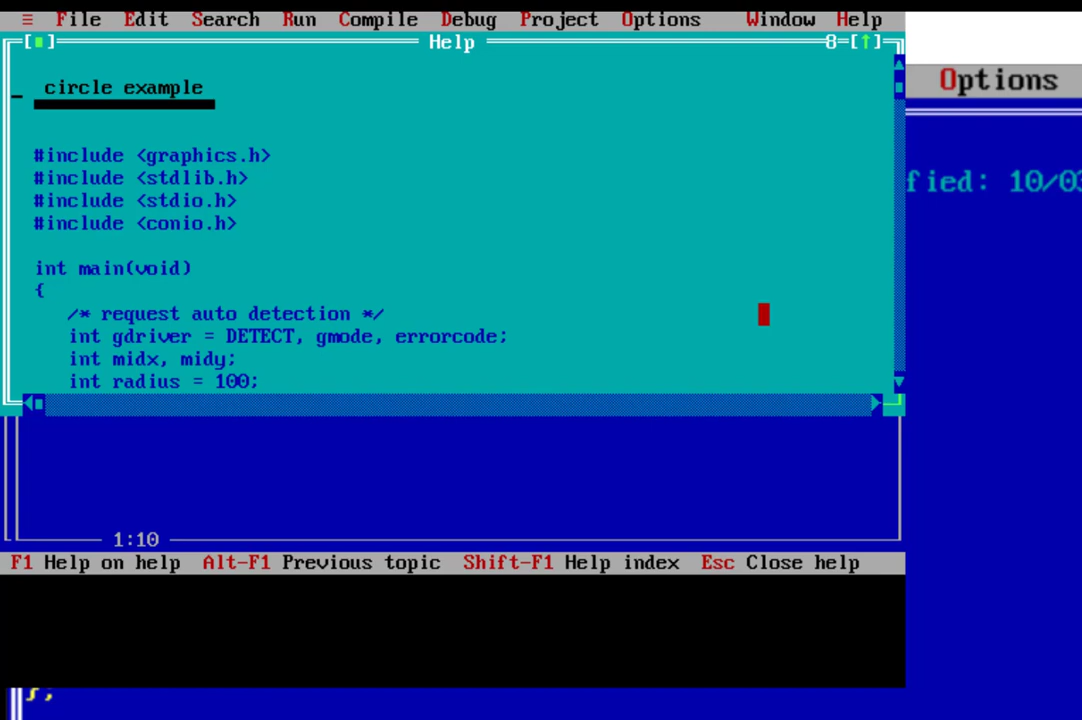 ≡ File Edit Search Run Compile Debug Project Options Window Help
[■] Help 8=[↑]
circle example
#include <graphics.h>
#include <stdlib.h>
#include <stdio.h>
#include <conio.h>
int main(void)
{
/* request auto detection */
int gdriver = DETECT, gmode, errorcode;
int midx, midy;
int radius = 100;
1:10
F1 Help on help Alt-F1 Previous topic Shift-F1 Help index Esc Close help
Options
fied: 10/03
};